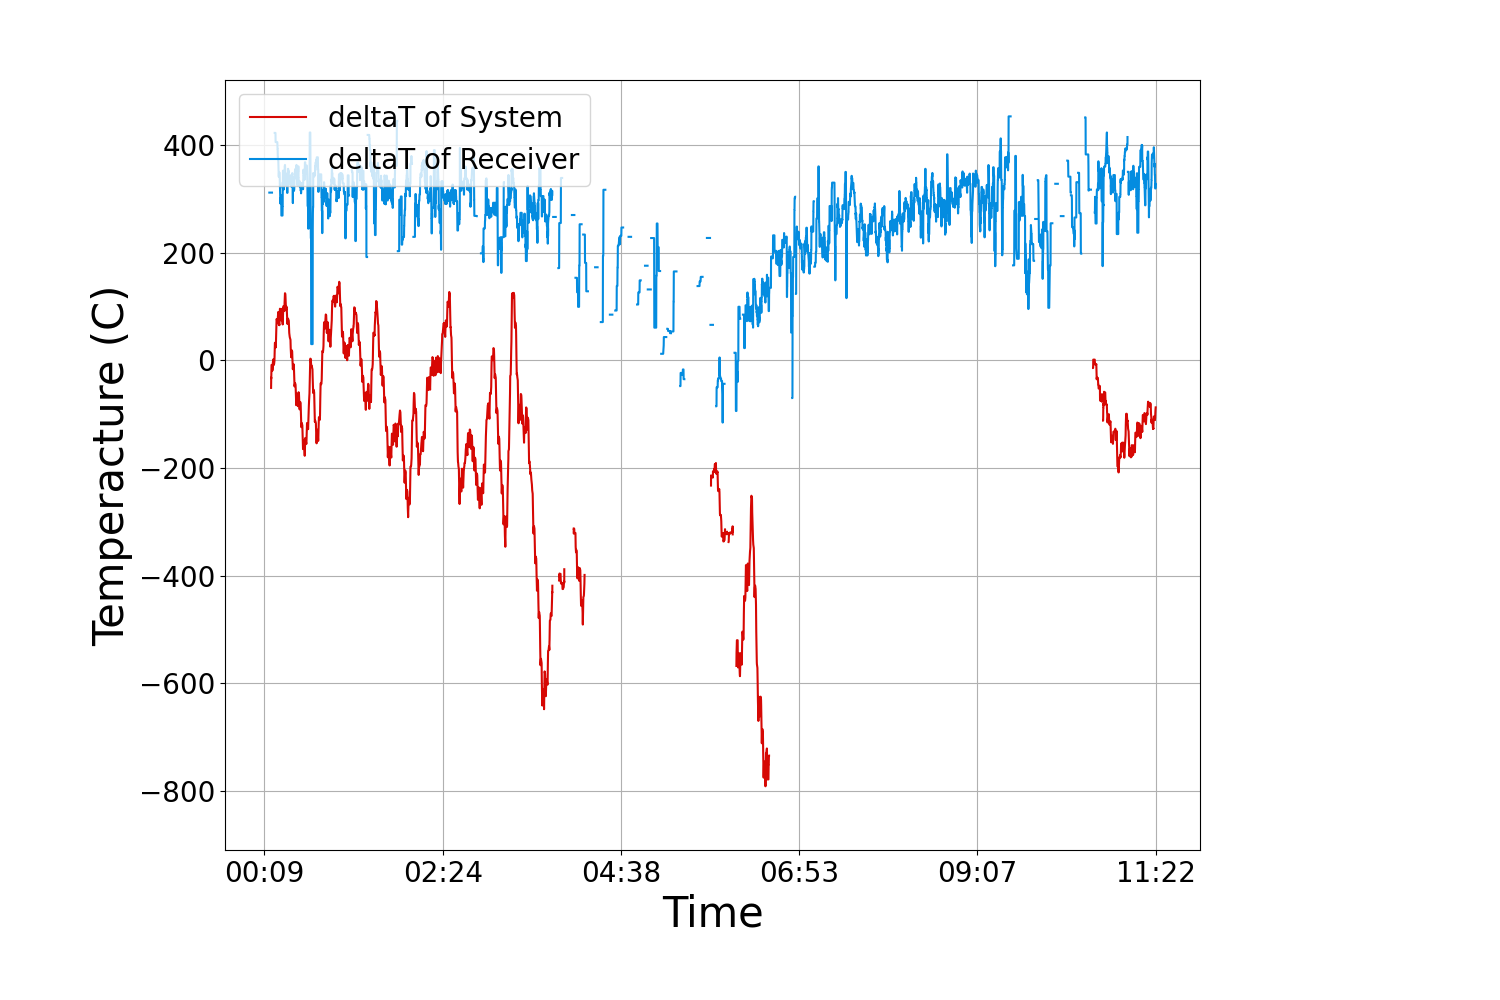 deltaT of System
deltaT of Receiver
400
200
0
−200
−400
−600
−800
Temperacture (C)
00:09 02:24 04:38 06:53 09:07 11:22
Time